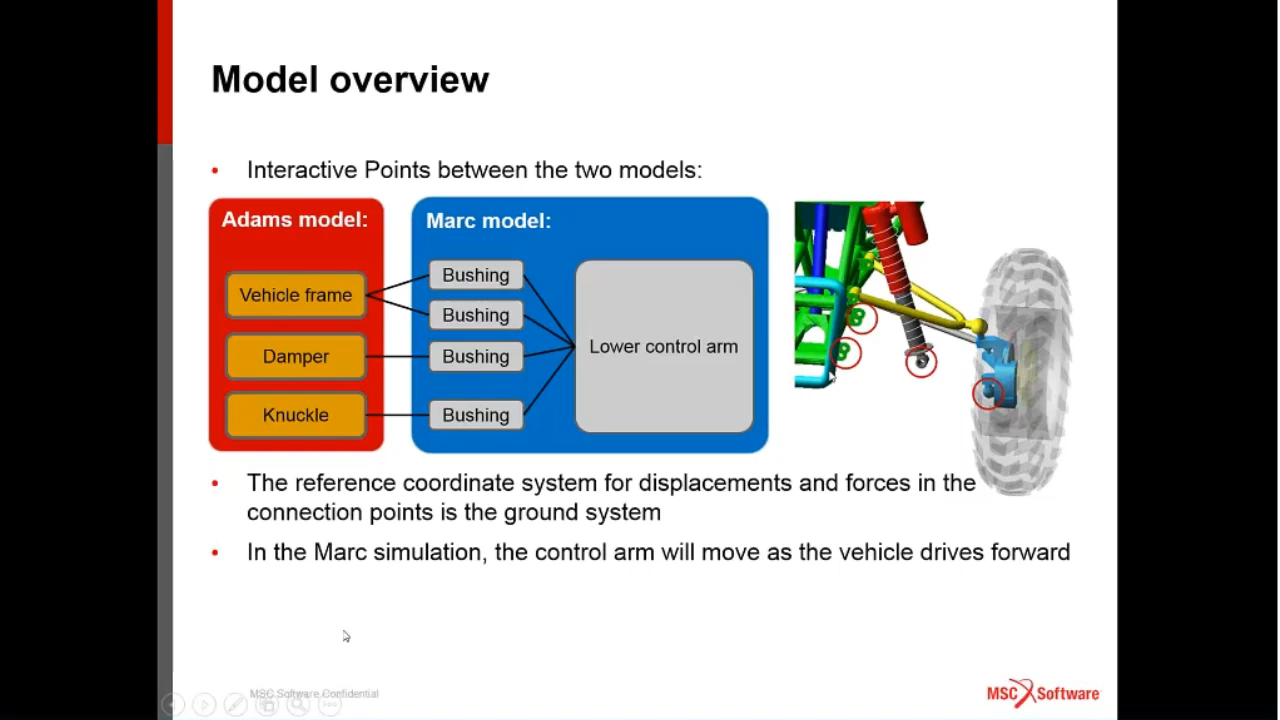 Model overview
• Interactive Points between the two models:
Adams model:
Marc model:
Vehicle frame
Damper
Knuckle
Bushing
Bushing
Bushing
Bushing
Lower control arm
• The reference coordinate system for displacements and forces in the
connection points is the ground system
• In the Marc simulation, the control arm will move as the vehicle drives forward
MSC Software Confidential
MSC Software